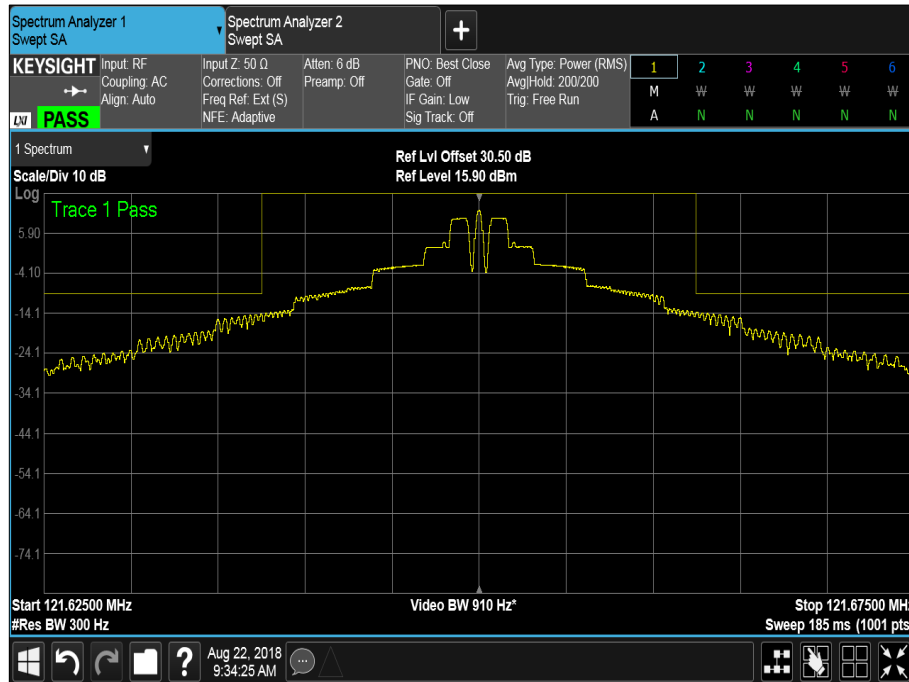 Spectrum Analyzer 1
Swept SA
Spectrum Analyzer 2
Swept SA
KEYSIGHT
LXI
PASS
Input: RF
Coupling: AC
Align: Auto
Input Z: 50 Ω
Corrections: Off
Freq Ref: Ext (S)
NFE: Adaptive
Atten: 6 dB
Preamp: Off
PNO: Best Close
Gate: Off
IF Gain: Low
Sig Track: Off
Avg Type: Power (RMS)
Avg|Hold: 200/200
Trig: Free Run
1 2 3 4 5 6
M W W W W W
A N N N N N
1 Spectrum
Scale/Div 10 dB
Ref Lvl Offset 30.50 dB
Ref Level 15.90 dBm
Log
Trace 1 Pass
5.90
-4.10
-14.1
-24.1
-34.1
-44.1
-54.1
-64.1
-74.1
Start 121.62500 MHz
#Res BW 300 Hz
Video BW 910 Hz*
Stop 121.67500 MHz
Sweep 185 ms (1001 pts
?
Aug 22, 2018
9:34:25 AM